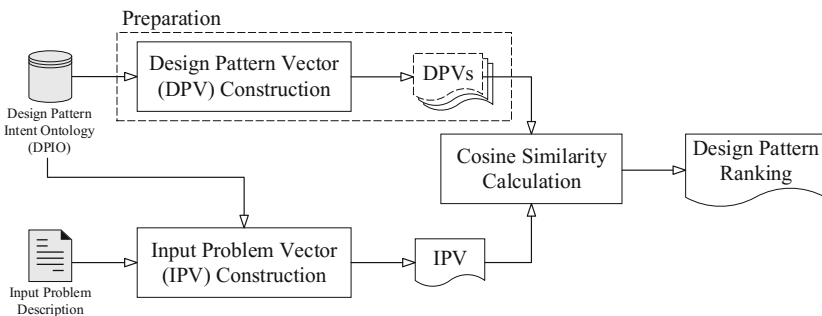 Preparation
Design Pattern Vector
(DPV) Construction
DPVs
Design Pattern
Intent Ontology
(DPIO)
Cosine Similarity
Calculation
Design Pattern
Ranking
Input Problem Vector
(IPV) Construction
IPV
Input Problem
Description